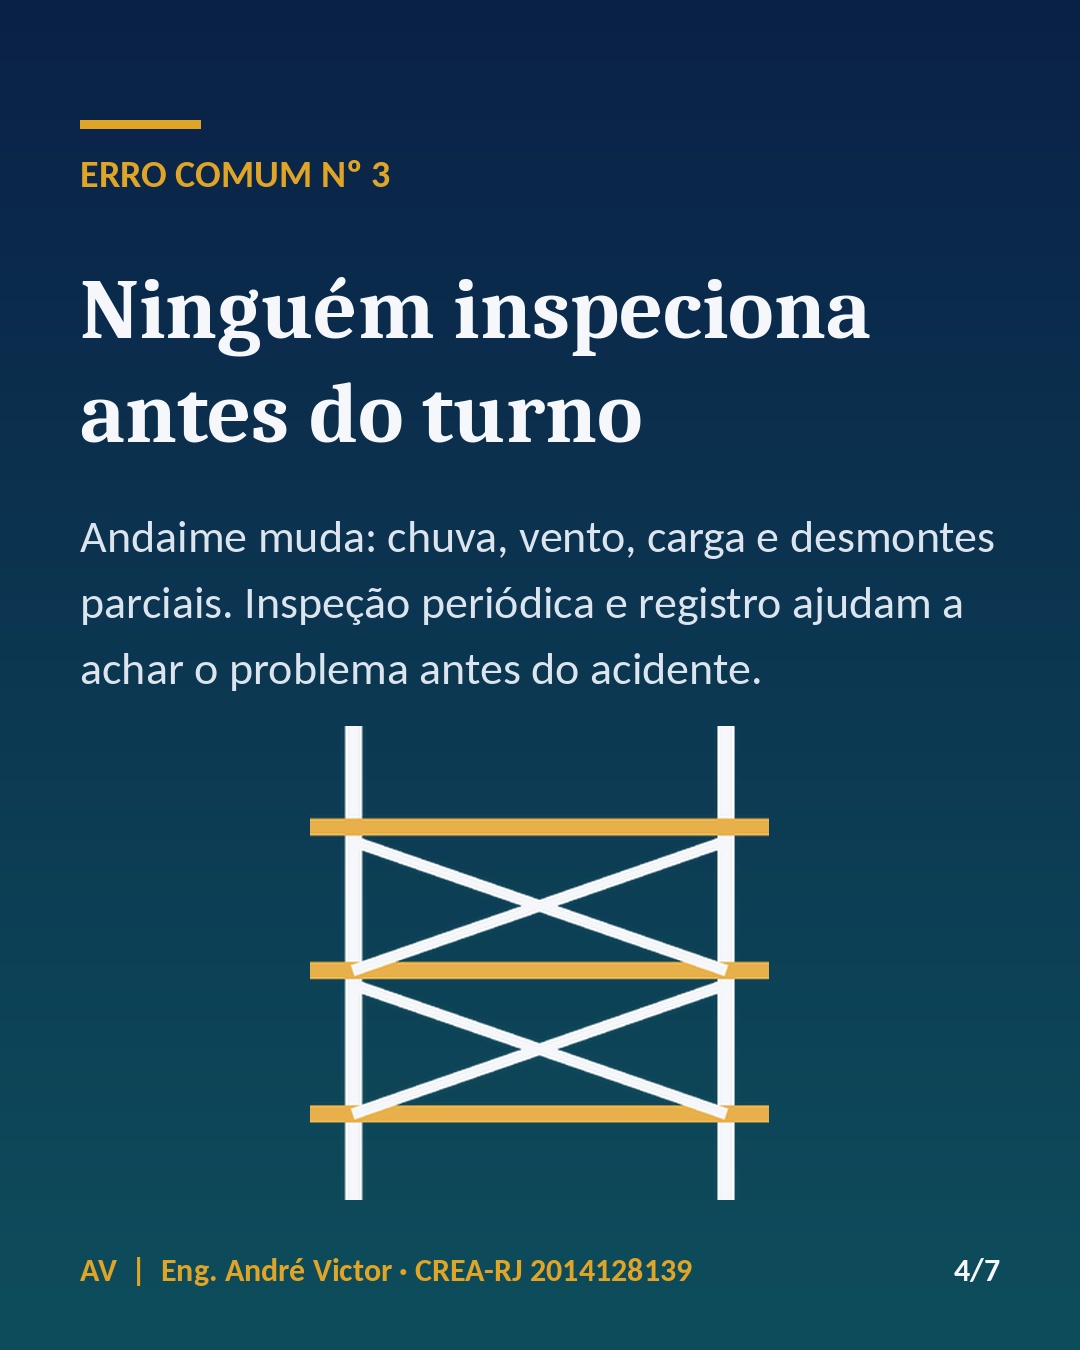 ERRO COMUM Nº 3
Ninguém inspeciona
antes do turno
Andaime muda: chuva, vento, carga e desmontes
parciais. Inspeção periódica e registro ajudam a
achar o problema antes do acidente.
AV | Eng. André Victor · CREA-RJ 2014128139
4/7